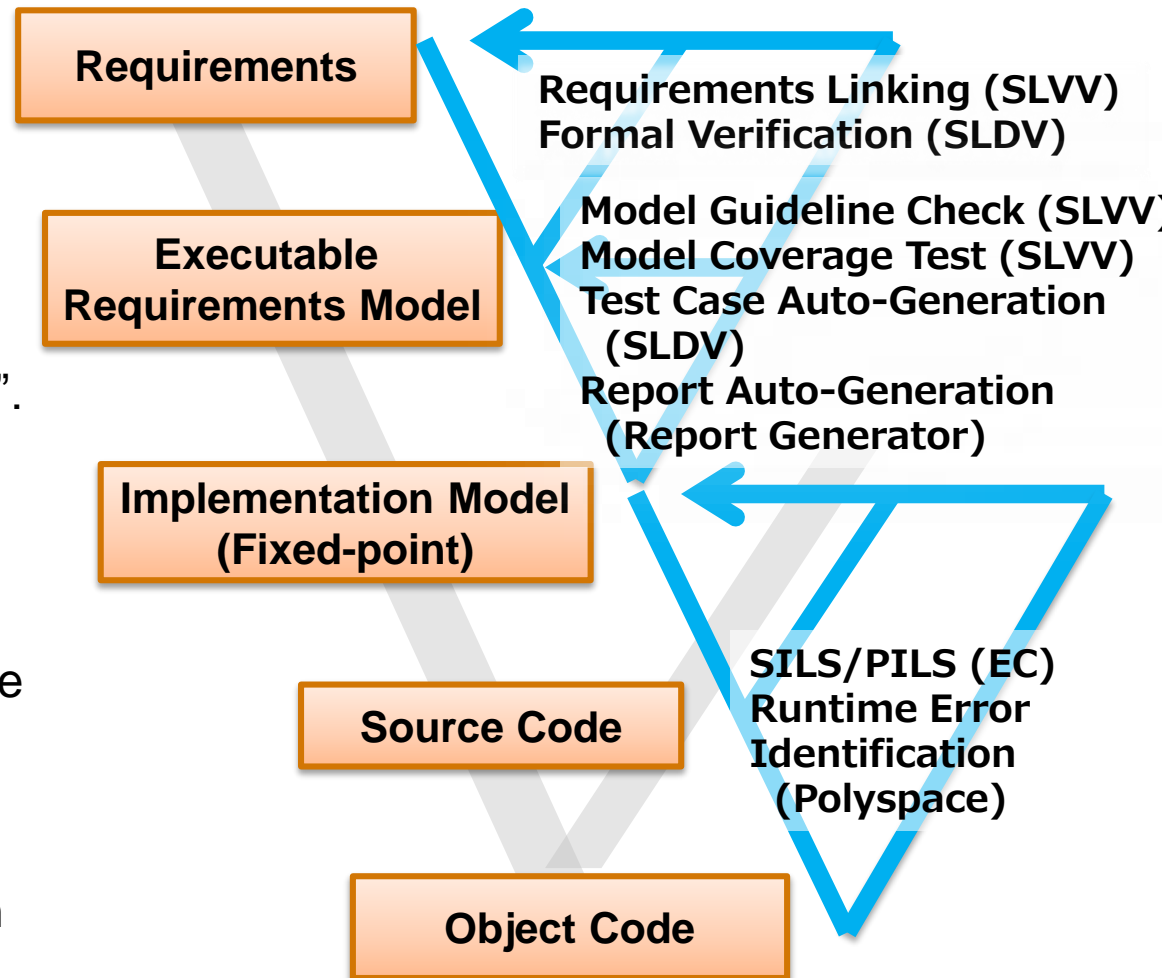 Requirements
Requirements Linking (SLVV)
Formal Verification (SLDV)
Executable
Requirements Model
Model Guideline Check (SLVV)
Model Coverage Test (SLVV)
Test Case Auto-Generation
(SLDV)
Report Auto-Generation
(Report Generator)
”.
Implementation Model
(Fixed-point)
e
Source Code
SILS/PILS (EC)
Runtime Error
Identification
(Polyspace)
Object Code